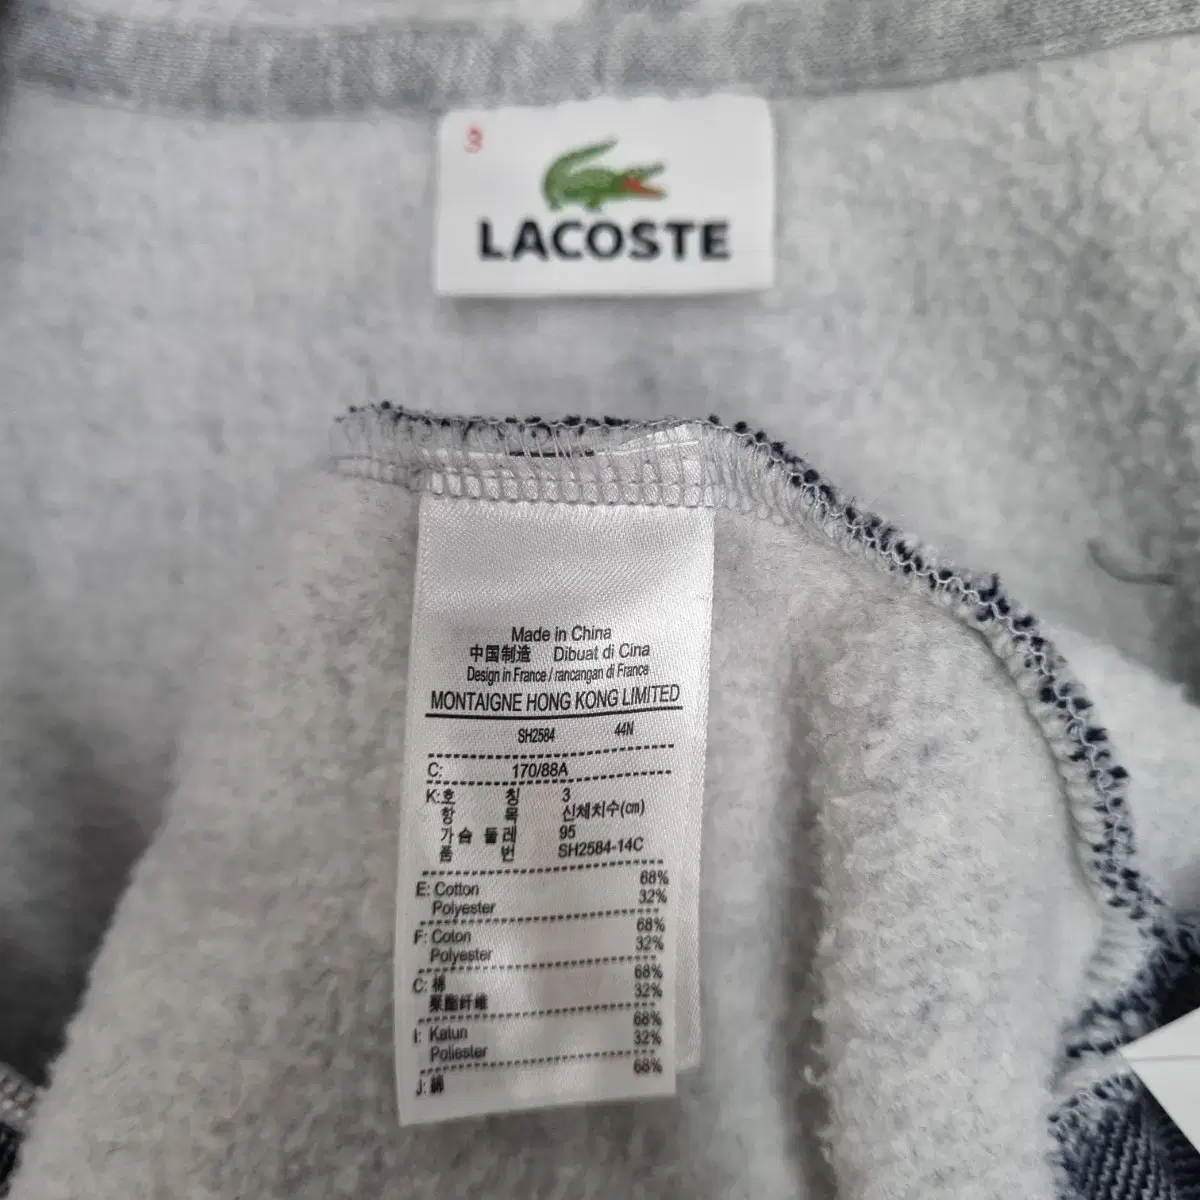 3
LACOSTE
Made in China
中国制造 Dibuat di Cina
Design in France / rancangan di France
MONTAIGNE HONG KONG LIMITED
SH2584 44N
C: 170/88A
K:호 칭 3
항 목 신체치수(cm)
가슴 둘레 95
품 번 SH2584-14C
E: Cotton 68%
Polyester 32%
F: Coton 68%
Polyester 32%
C: 棉 68%
聚酯纤维 32%
I: Katun 68%
Poliester 32%
J: 綿 68%